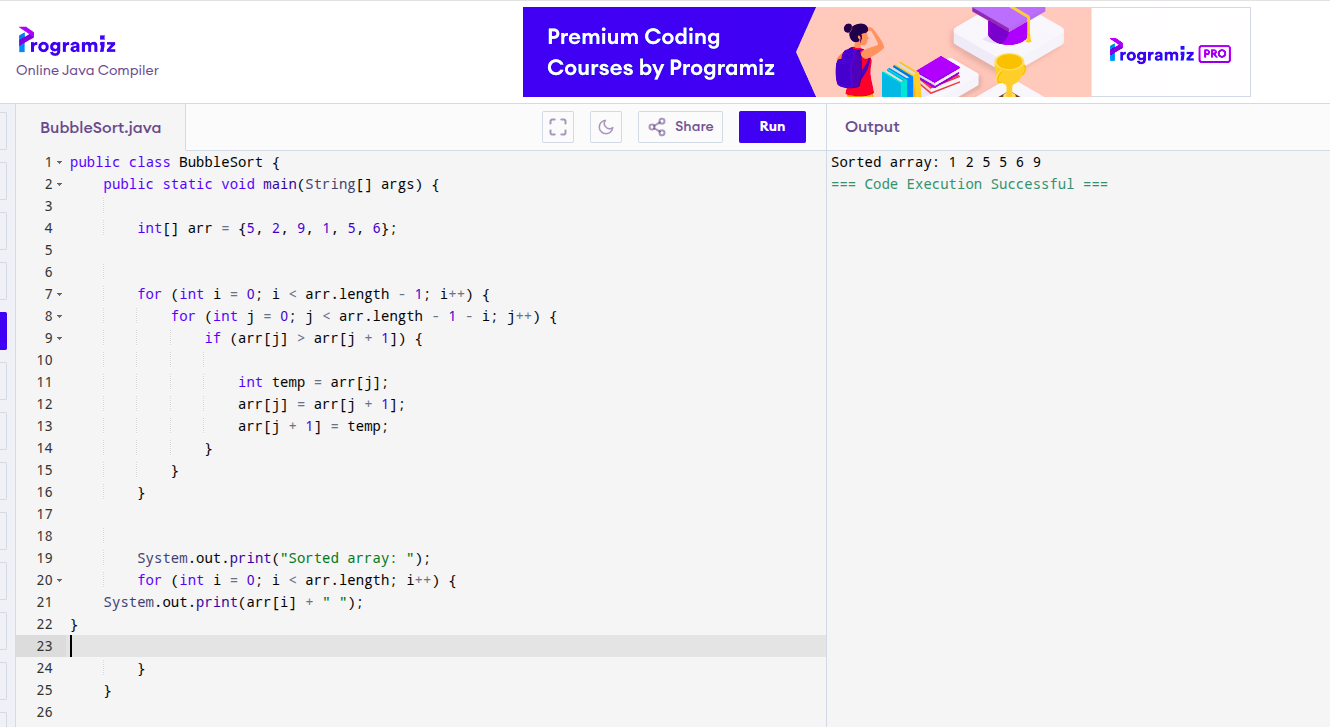 Programiz
Online Java Compiler
Premium Coding
Courses by Programiz
Programiz PRO
BubbleSort.java
Share
Run
Output
1 public class BubbleSort {
2     public static void main(String[] args) {
3
4         int[] arr = {5, 2, 9, 1, 5, 6};
5
6
7         for (int i = 0; i < arr.length - 1; i++) {
8             for (int j = 0; j < arr.length - 1 - i; j++) {
9                 if (arr[j] > arr[j + 1]) {
10
11                     int temp = arr[j];
12                     arr[j] = arr[j + 1];
13                     arr[j + 1] = temp;
14                 }
15             }
16         }
17
18
19         System.out.print("Sorted array: ");
20         for (int i = 0; i < arr.length; i++) {
21     System.out.print(arr[i] + " ");
22 }
23
24         }
25     }
26
Sorted array: 1 2 5 5 6 9
=== Code Execution Successful ===